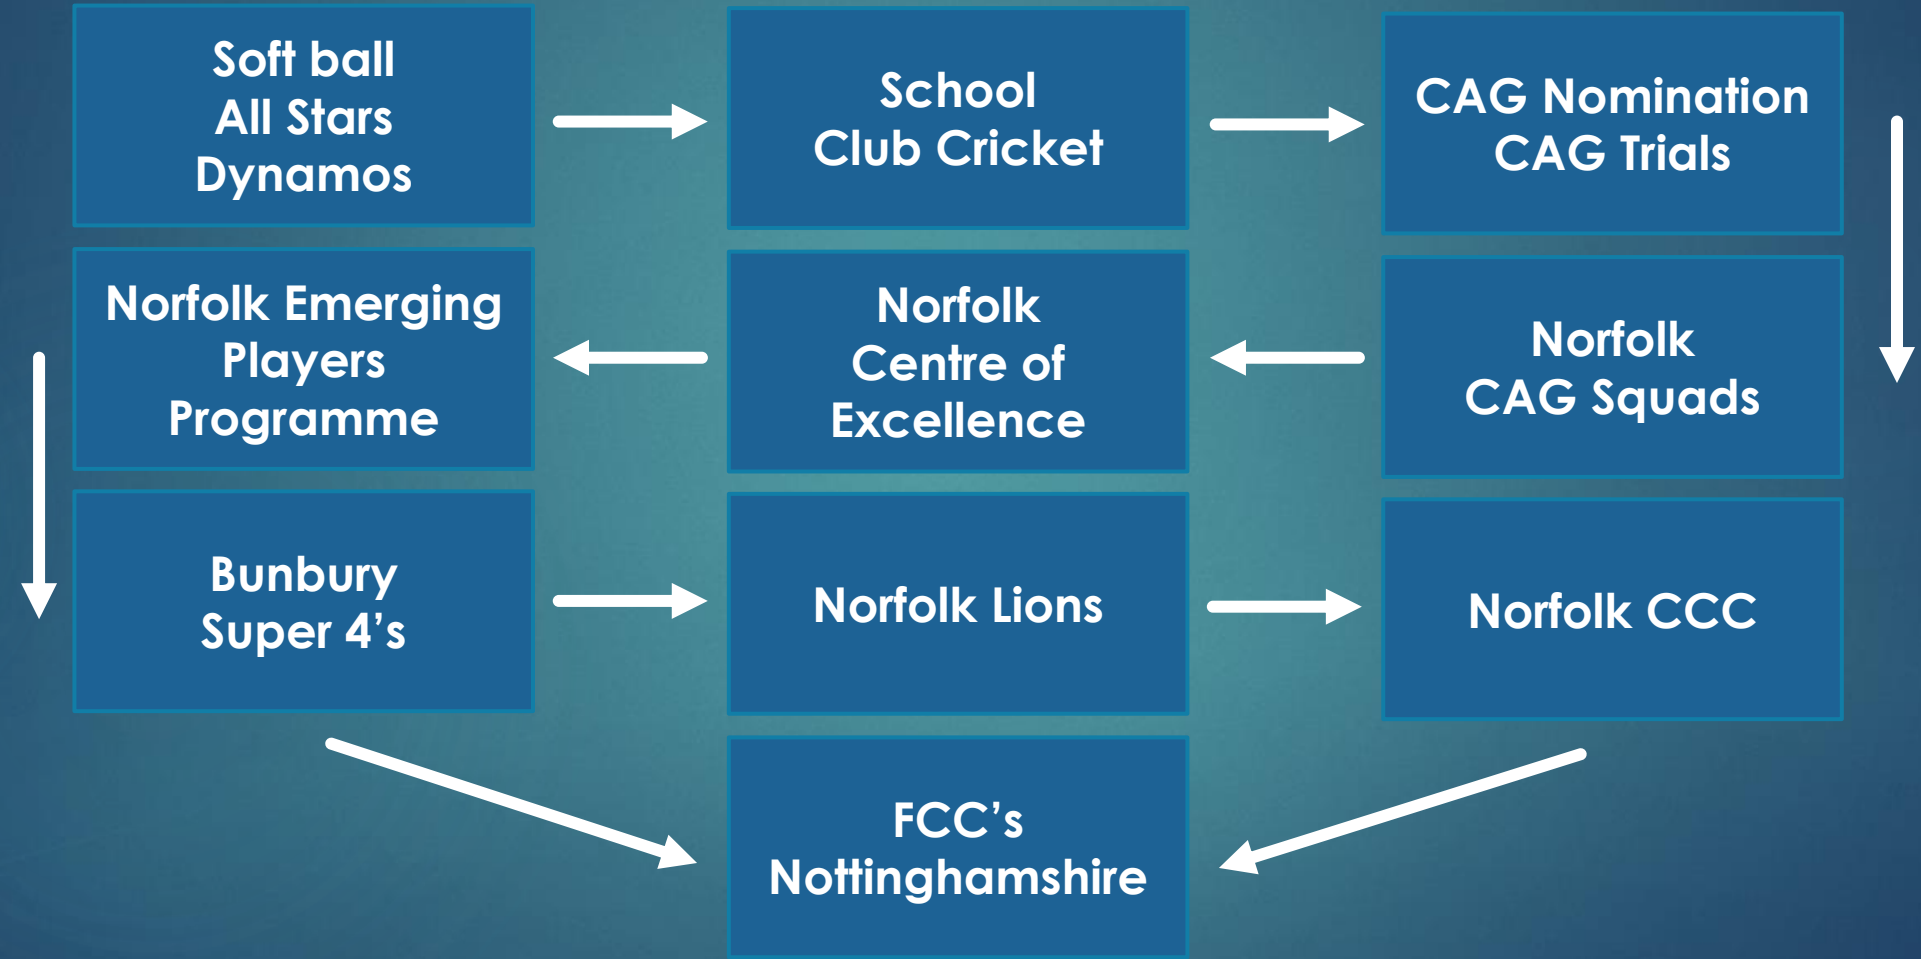 Soft ball
All Stars
Dynamos
School
Club Cricket
CAG Nomination
CAG Trials
Norfolk Emerging
Players
Programme
Norfolk
Centre of
Excellence
Norfolk
CAG Squads
Bunbury
Super 4’s
Norfolk Lions
Norfolk CCC
FCC’s
Nottinghamshire